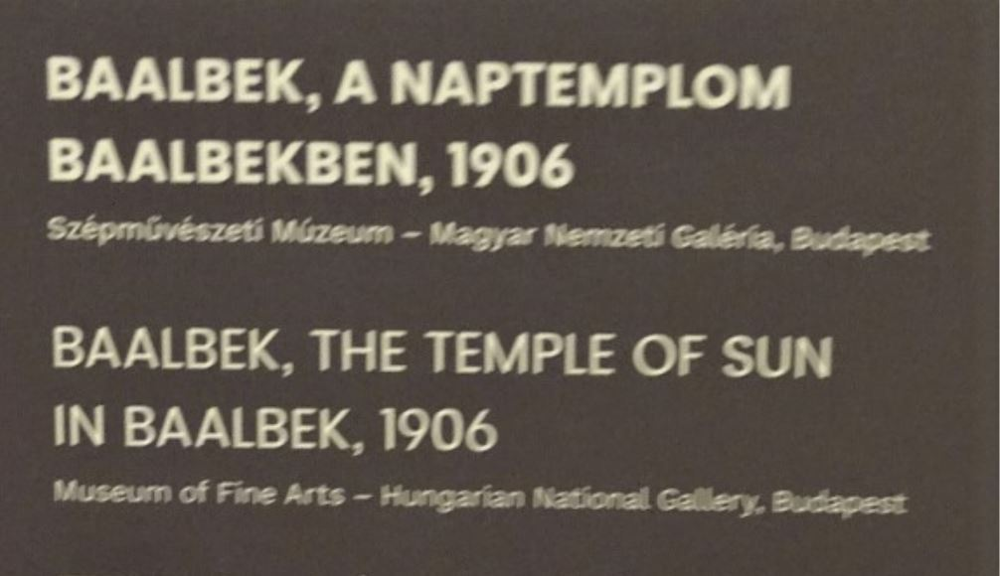 BAALBEK, A NAPTEMPLOM
BAALBEKBEN, 1906
Szépművészeti Múzeum – Magyar Nemzeti Galéria, Budapest
BAALBEK, THE TEMPLE OF SUN
IN BAALBEK, 1906
Museum of Fine Arts – Hungarian National Gallery, Budapest